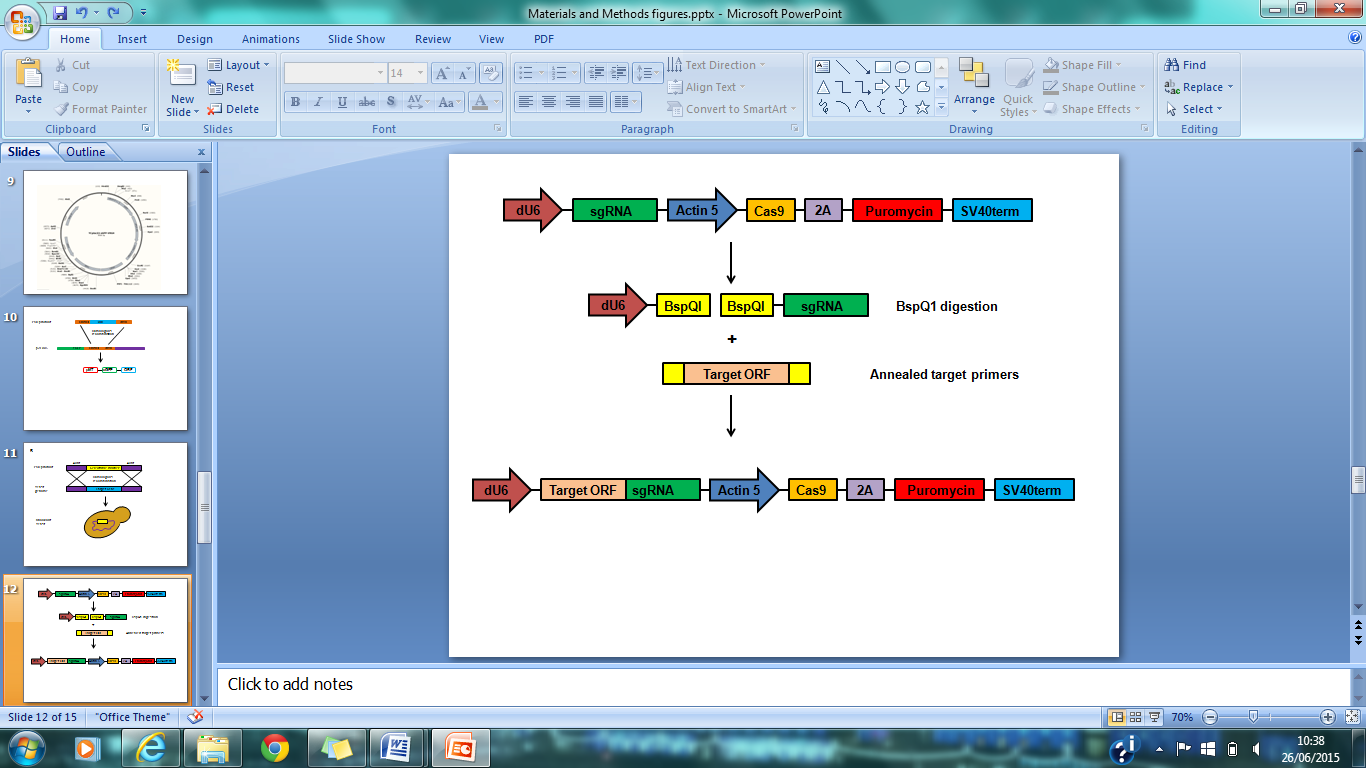 Materials and Methods figures.pptx - Microsoft PowerPoint
Home Insert Design Animations Slide Show Review View PDF
Paste
Cut
Copy
Format Painter
Clipboard
New Slide
Layout
Reset
Delete
Slides
14
B I U abc S AV Aa A
Font
Paragraph
Text Direction
Align Text
Convert to SmartArt
Arrange
Quick Styles
Shape Fill
Shape Outline
Shape Effects
Drawing
Find
Replace
Select
Editing
Slides Outline x
9
10
11
12
dU6 sgRNA Actin 5 Cas9 2A Puromycin SV40term
dU6 BspQI BspQI sgRNA BspQ1 digestion
+
Target ORF Annealed target primers
dU6 Target ORF sgRNA Actin 5 Cas9 2A Puromycin SV40term
Click to add notes
Slide 12 of 15 "Office Theme" 70%
10:38
26/06/2015